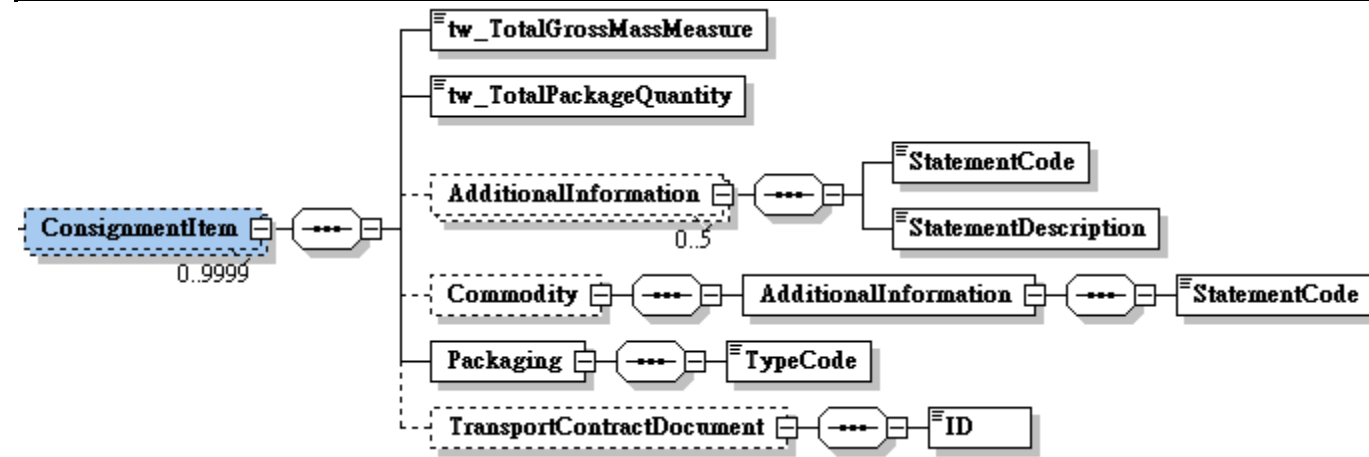 tw_TotalGrossMassMeasure
tw_TotalPackageQuantity
StatementCode
AdditionalInformation
0..5
StatementDescription
ConsignmentItem
0..9999
Commodity
AdditionalInformation
StatementCode
Packaging
TypeCode
TransportContractDocument
ID